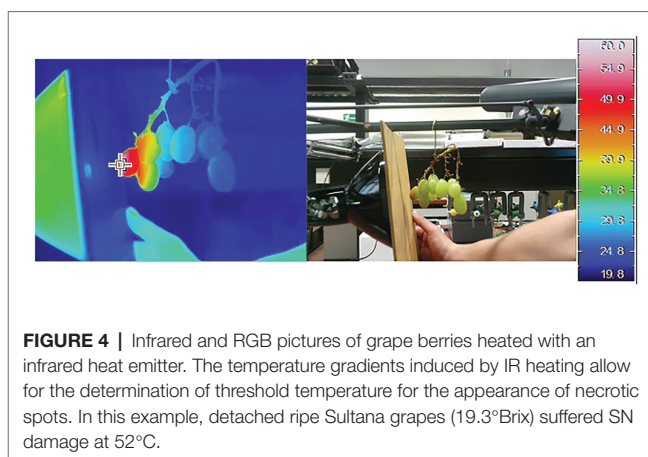 60.0
54.9
49.9
44.9
39.9
34.8
29.8
24.8
19.8
FIGURE 4 | Infrared and RGB pictures of grape berries heated with an
infrared heat emitter. The temperature gradients induced by IR heating allow
for the determination of threshold temperature for the appearance of necrotic
spots. In this example, detached ripe Sultana grapes (19.3°Brix) suffered SN
damage at 52°C.